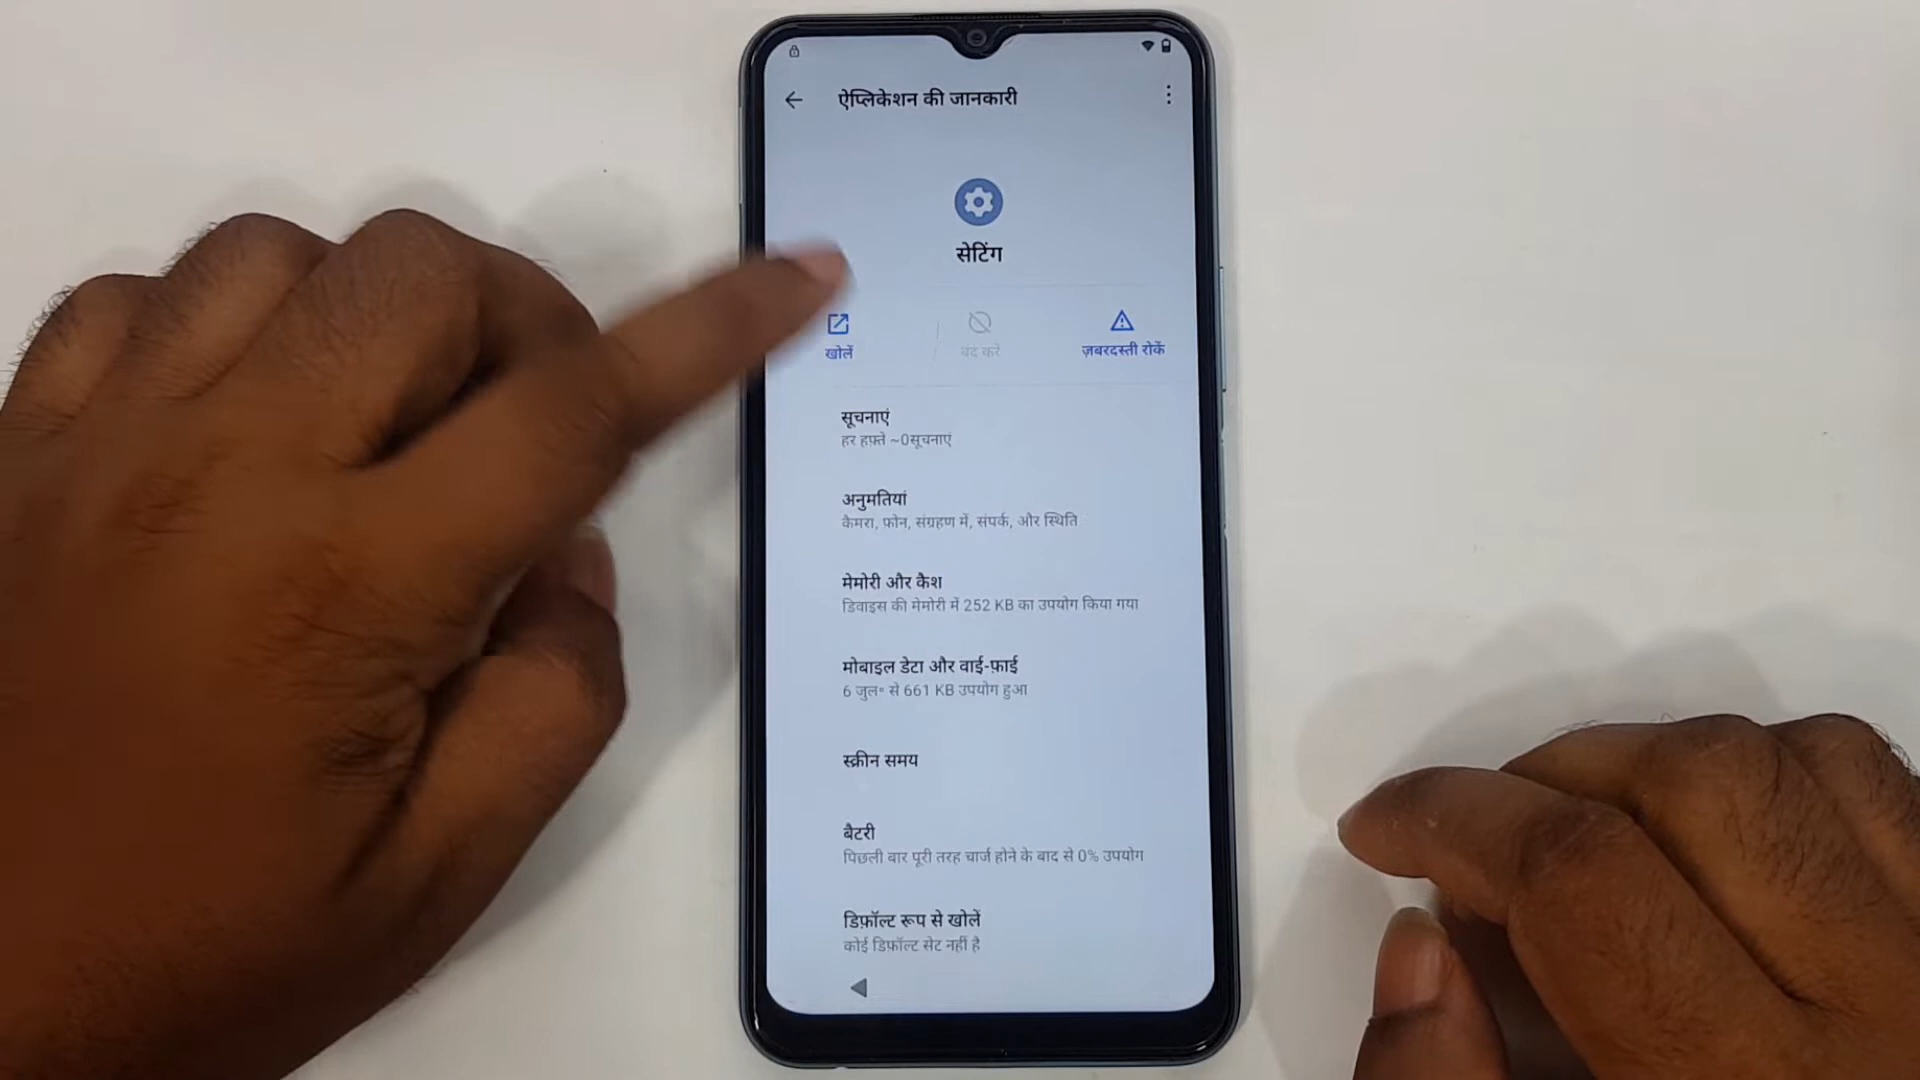 ऐप्लिकेशन की जानकारी
सेटिंग
खोलें
बंद करें
ज़बरदस्ती रोकें
सूचनाएं
हर हफ़्ते ~0सूचनाएं
अनुमतियां
कैमरा, फ़ोन, संग्रहण में, संपर्क, और स्थिति
मेमोरी और कैश
डिवाइस की मेमोरी में 252 KB का उपयोग किया गया
मोबाइल डेटा और वाई-फ़ाई
6 जुल॰ से 661 KB उपयोग हुआ
स्क्रीन समय
बैटरी
पिछली बार पूरी तरह चार्ज होने के बाद से 0% उपयोग
डिफ़ॉल्ट रूप से खोलें
कोई डिफ़ॉल्ट सेट नहीं है